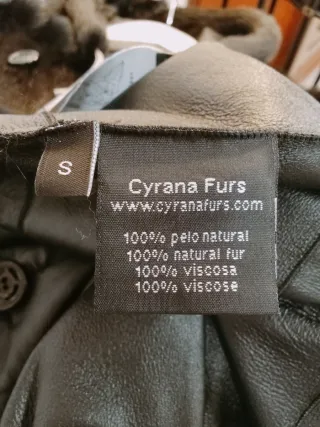 S
Cyrana Furs
www.cyranafurs.com
100% pelo natural
100% natural fur
100% viscosa
100% viscose